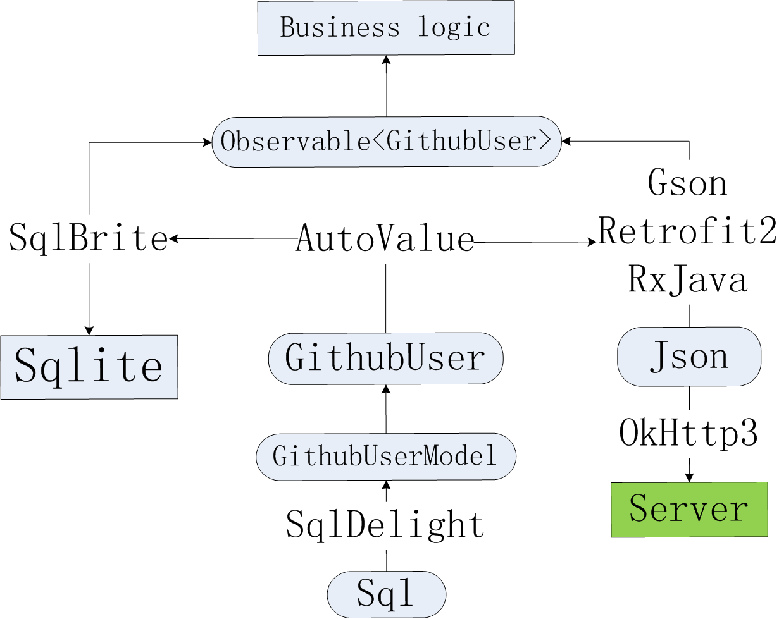 Business logic
Observable<GithubUser>
Gson
SqlBrite
AutoValue
Retrofit2
RxJava
Sqlite
GithubUser
Json
GithubUserModel
OkHttp3
SqlDelight
Server
Sql